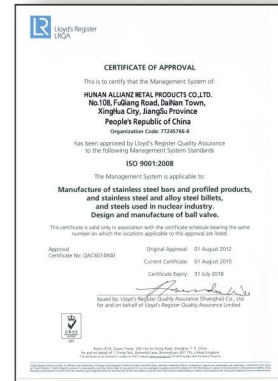 Lloyd's Register
LRQA
CERTIFICATE OF APPROVAL
This is to certify that the Management System of:
HUNAN ALLIANZ METAL PRODUCTS CO.,LTD.
No.108, FuQiang Road, DaiNan Town,
XingHua City, JiangSu Province
People's Republic of China
Organization Code: 77245766-8
has been approved by Lloyd's Register Quality Assurance
to the following Management System Standards
ISO 9001:2008
The Management System is applicable to:
Manufacture of stainless steel bars and profiled products,
and stainless steel and alloy steel billets,
and steels used in nuclear industry.
Design and manufacture of ball valve.
This certificate is valid only in association with the certificate schedule bearing the same
number on which the locations applicable to this approval are listed.
Approval
Certificate No: QAC6014900
Original Approval: 01 August 2012
Current Certificate: 01 August 2015
Certificate Expiry: 31 July 2018
Issued by: Lloyd's Register Quality Assurance (Shanghai) Co., Ltd.
for and on behalf of Lloyd's Register Quality Assurance Limited
UKAS